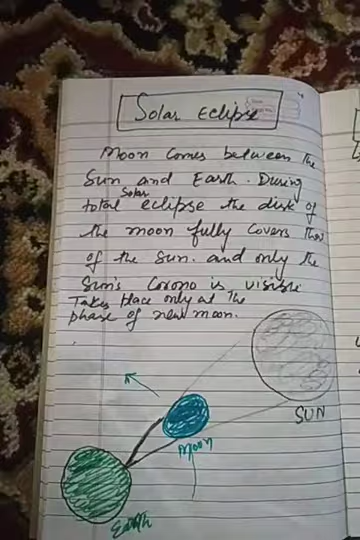 Solar Eclipse
Moon Comes between the
Sun and Earth. During
total Solar eclipse the disk of
the moon fully Covers that
of the Sun. and only the
Sun's Corono is visible
Takes place only at the
phase of new moon.
SUN
Moon
Earth